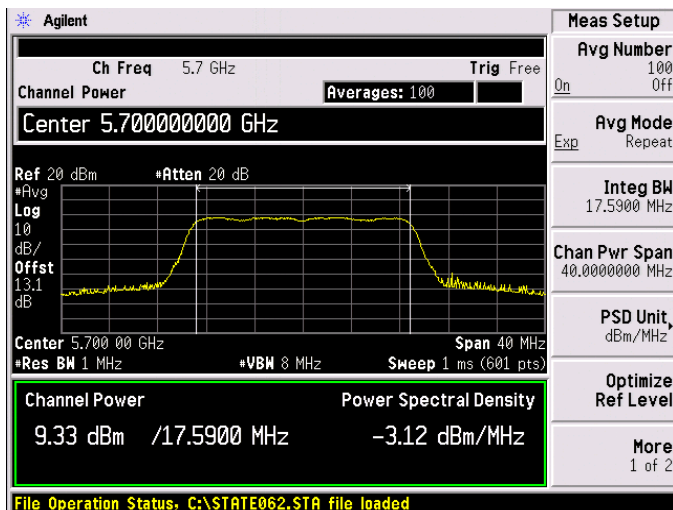 Agilent
Ch Freq 5.7 GHz Trig Free
Channel Power Averages: 100
Center 5.700000000 GHz
Ref 20 dBm #Atten 20 dB
#Avg
Log
10
dB/
Offst
13.1
dB
Center 5.700 00 GHz Span 40 MHz
#Res BW 1 MHz #VBW 8 MHz Sweep 1 ms (601 pts)
Channel Power Power Spectral Density
9.33 dBm /17.5900 MHz -3.12 dBm/MHz
File Operation Status, C:\STATE062.STA file loaded
Meas Setup
Avg Number
100
On Off
Avg Mode
Exp Repeat
Integ BW
17.5900 MHz
Chan Pwr Span
40.0000000 MHz
PSD Unit
dBm/MHz
Optimize
Ref Level
More
1 of 2